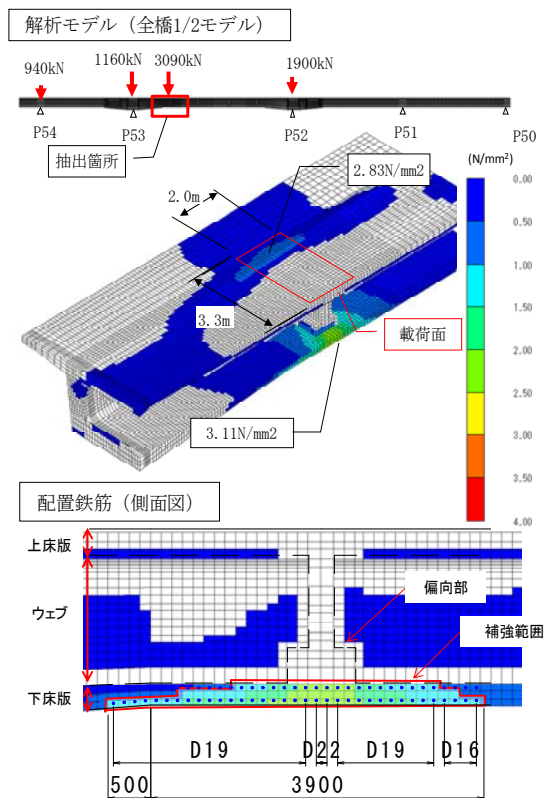 解析モデル（全橋1/2モデル）
940kN
1160kN
3090kN
1900kN
P54
P53
P52
P51
P50
抽出箇所
(N/mm²)
2.83N/mm2
2.0m
3.3m
載荷面
3.11N/mm2
0.00
0.50
1.00
1.50
2.00
2.50
3.00
3.50
4.00
配置鉄筋（側面図）
上床版
ウェブ
下床版
偏向部
補強範囲
D19
D22
D19
D16
500
3900